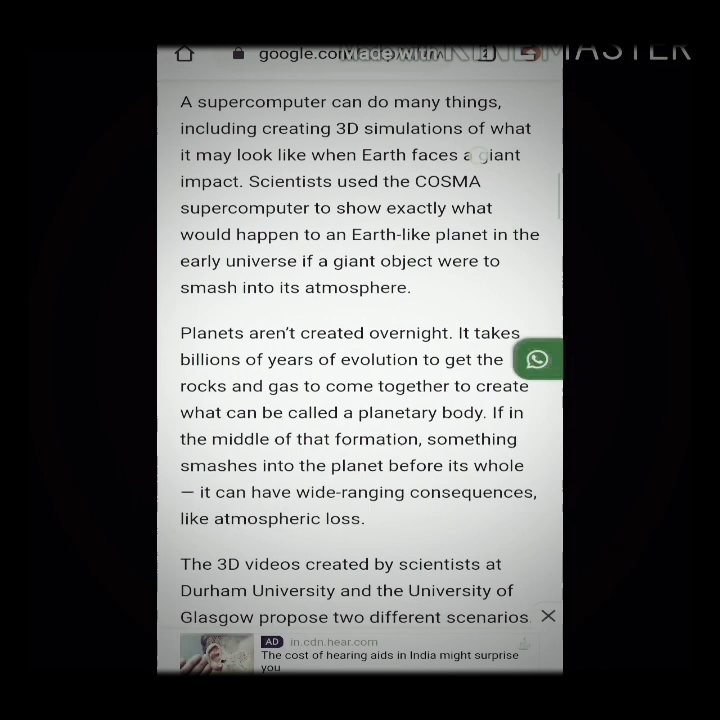 google.com
Made with KINEMASTER
A supercomputer can do many things,
including creating 3D simulations of what
it may look like when Earth faces a giant
impact. Scientists used the COSMA
supercomputer to show exactly what
would happen to an Earth-like planet in the
early universe if a giant object were to
smash into its atmosphere.
Planets aren’t created overnight. It takes
billions of years of evolution to get the
rocks and gas to come together to create
what can be called a planetary body. If in
the middle of that formation, something
smashes into the planet before its whole
— it can have wide-ranging consequences,
like atmospheric loss.
The 3D videos created by scientists at
Durham University and the University of
Glasgow propose two different scenarios
AD in.cdn.hear.com
The cost of hearing aids in India might surprise
you